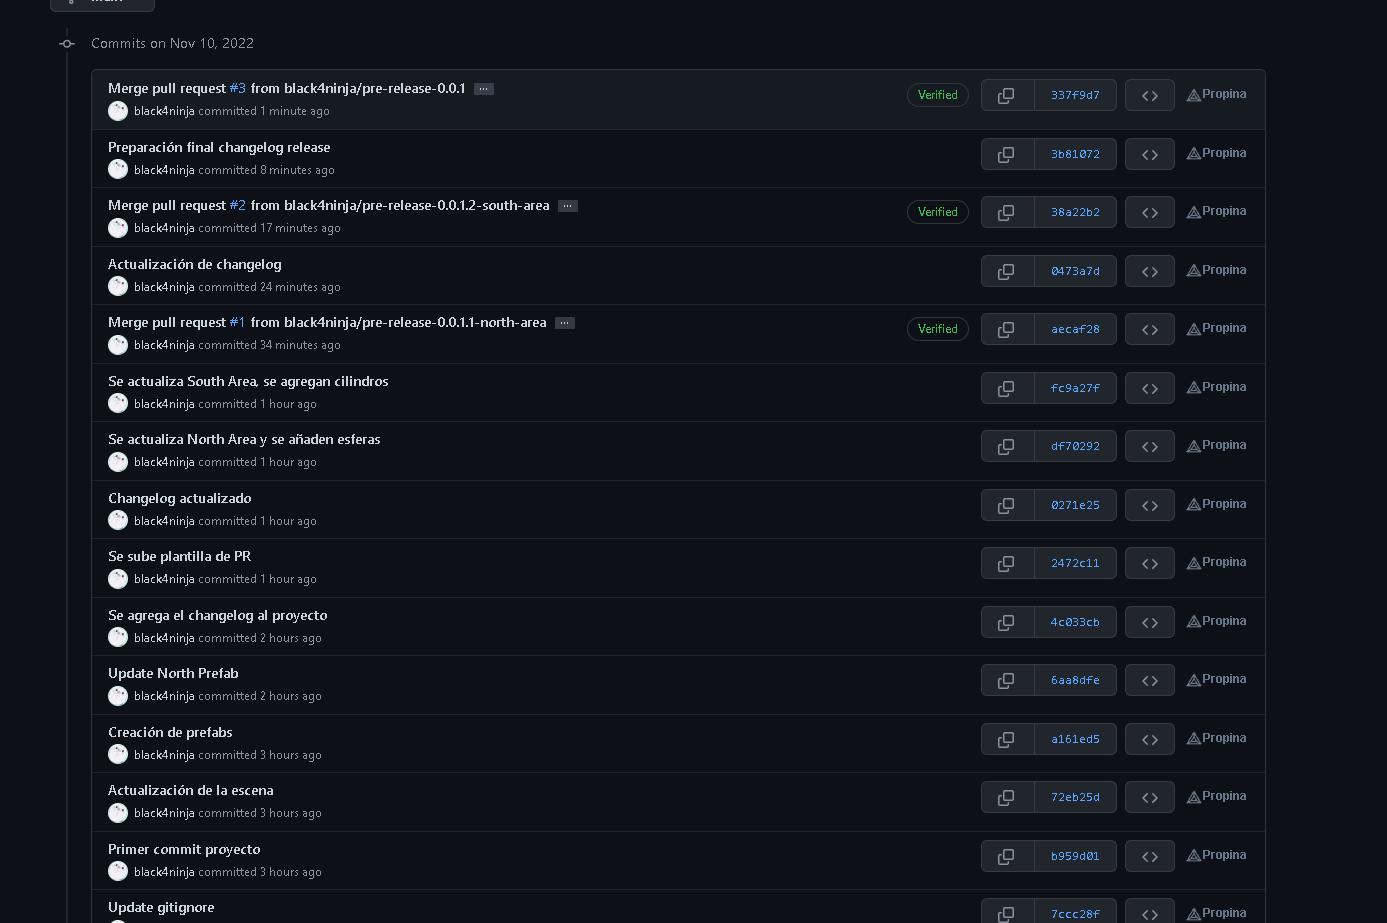 Commits on Nov 10, 2022
Merge pull request #3 from black4ninja/pre-release-0.0.1 ...
Verified
337f9d7
Propina
black4ninja committed 1 minute ago
Preparación final changelog release
3b81072
Propina
black4ninja committed 8 minutes ago
Merge pull request #2 from black4ninja/pre-release-0.0.1.2-south-area ...
Verified
38a22b2
Propina
black4ninja committed 17 minutes ago
Actualización de changelog
0473a7d
Propina
black4ninja committed 24 minutes ago
Merge pull request #1 from black4ninja/pre-release-0.0.1.1-north-area ...
Verified
aecaf28
Propina
black4ninja committed 34 minutes ago
Se actualiza South Area, se agregan cilindros
fc9a27f
Propina
black4ninja committed 1 hour ago
Se actualiza North Area y se añaden esferas
df70292
Propina
black4ninja committed 1 hour ago
Changelog actualizado
0271e25
Propina
black4ninja committed 1 hour ago
Se sube plantilla de PR
2472c11
Propina
black4ninja committed 1 hour ago
Se agrega el changelog al proyecto
4c033cb
Propina
black4ninja committed 2 hours ago
Update North Prefab
6aa8dfe
Propina
black4ninja committed 2 hours ago
Creación de prefabs
a161ed5
Propina
black4ninja committed 3 hours ago
Actualización de la escena
72eb25d
Propina
black4ninja committed 3 hours ago
Primer commit proyecto
b959d01
Propina
black4ninja committed 3 hours ago
Update gitignore
7ccc28f
Propina